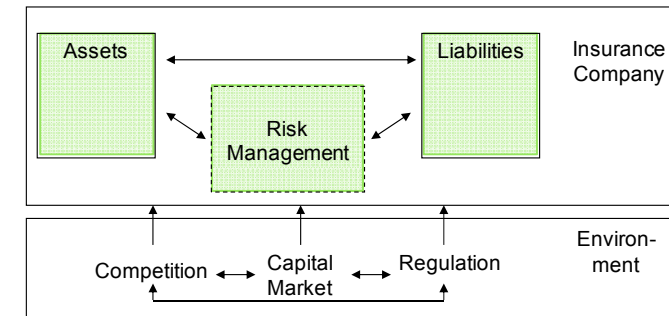 Assets
Liabilities
Insurance
Company
Risk
Management
Environ-
ment
Competition
Capital
Market
Regulation